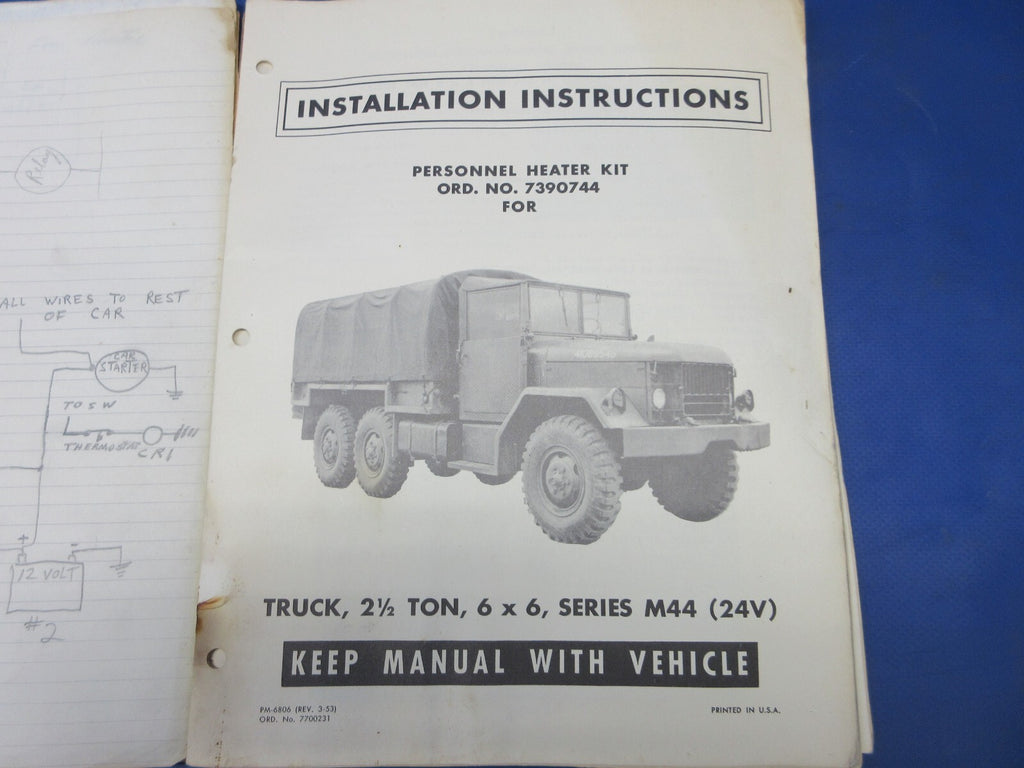 Relay
ALL WIRES TO REST
OF CAR
CAR
STARTER
TO SW
THERMOSTAT
CR1
+ -
12 VOLT
#2
INSTALLATION INSTRUCTIONS
PERSONNEL HEATER KIT
ORD. NO. 7390744
FOR
TRUCK, 2½ TON, 6 x 6, SERIES M44 (24V)
KEEP MANUAL WITH VEHICLE
PM-6806 (REV. 3-53)
ORD. No. 7700231
PRINTED IN U.S.A.